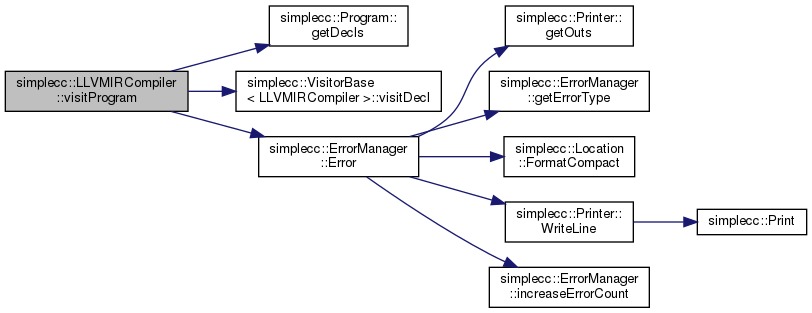 simplecc::LLVMIRCompiler
::visitProgram
simplecc::Program::
getDecls
simplecc::VisitorBase
< LLVMIRCompiler >::visitDecl
simplecc::ErrorManager
::Error
simplecc::Printer::
getOuts
simplecc::ErrorManager
::getErrorType
simplecc::Location
::FormatCompact
simplecc::Printer::
WriteLine
simplecc::ErrorManager
::increaseErrorCount
simplecc::Print